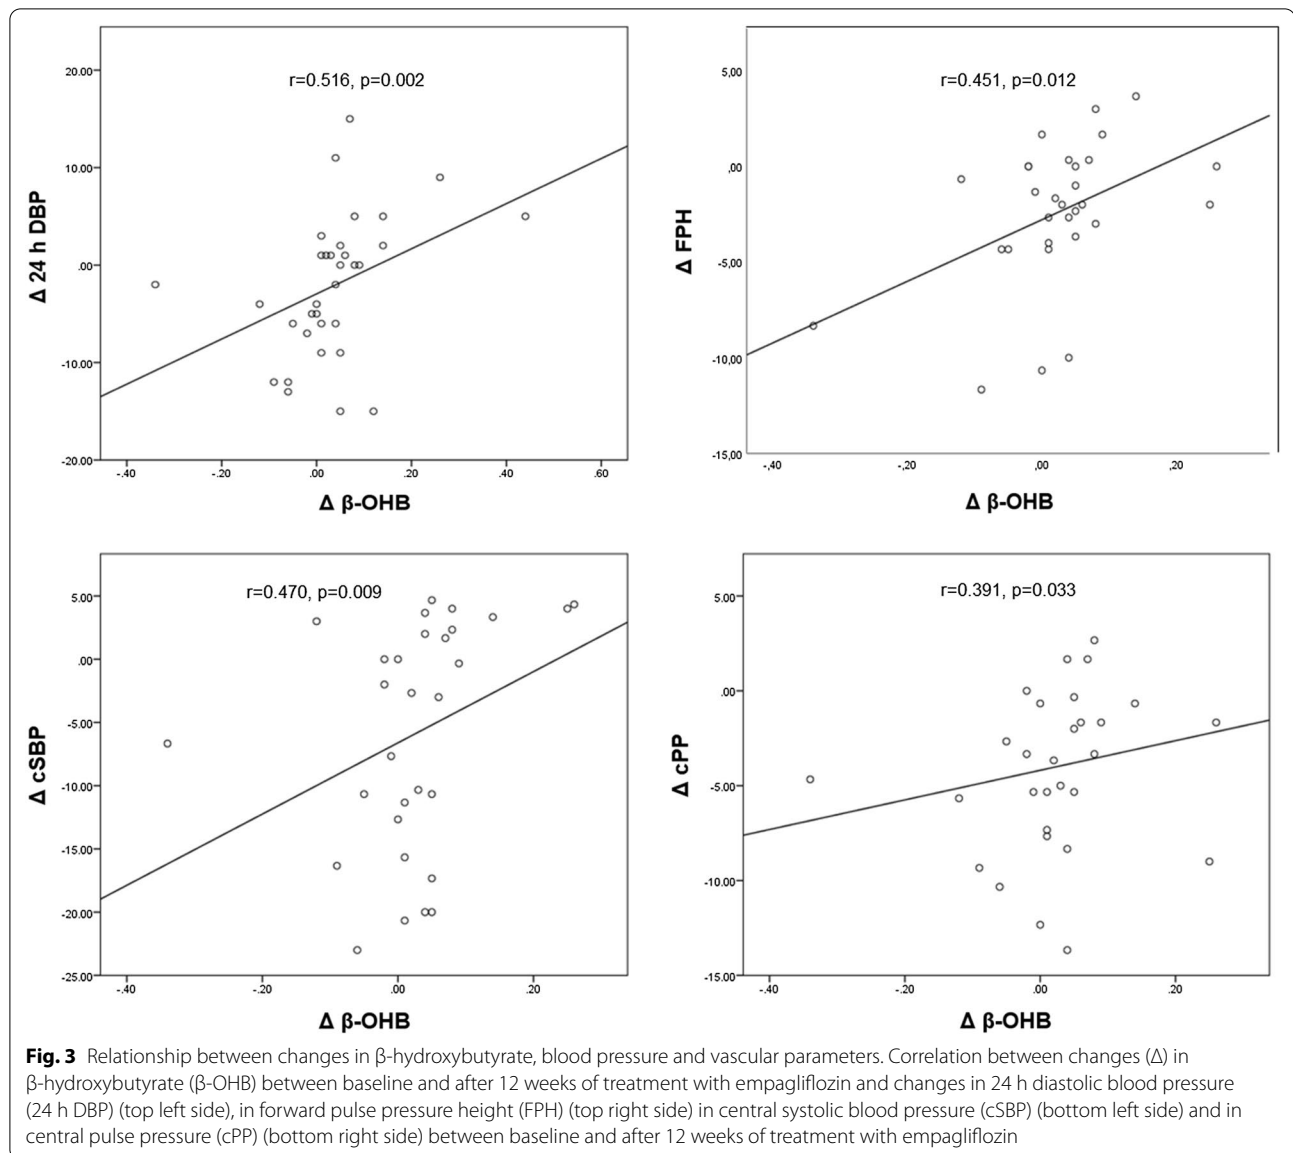 r=0.516, p=0.002
20.00
10.00
.00
-10.00
-20.00
Δ 24 h DBP
-.40
-.20
.00
.20
.40
.60
Δ β-OHB
r=0.451, p=0.012
5,00
,00
-5,00
-10,00
-15,00
Δ FPH
-,40
-,20
,00
,20
Δ β-OHB
r=0.470, p=0.009
5.00
.00
-5.00
-10.00
-15.00
-20.00
-25.00
Δ cSBP
-.40
-.20
.00
.20
Δ β-OHB
r=0.391, p=0.033
5.00
.00
-5.00
-10.00
-15.00
Δ cPP
-.40
-.20
.00
.20
Δ β-OHB
Fig. 3 Relationship between changes in β-hydroxybutyrate, blood pressure and vascular parameters. Correlation between changes (Δ) in
β-hydroxybutyrate (β-OHB) between baseline and after 12 weeks of treatment with empagliflozin and changes in 24 h diastolic blood pressure
(24 h DBP) (top left side), in forward pulse pressure height (FPH) (top right side) in central systolic blood pressure (cSBP) (bottom left side) and in
central pulse pressure (cPP) (bottom right side) between baseline and after 12 weeks of treatment with empagliflozin